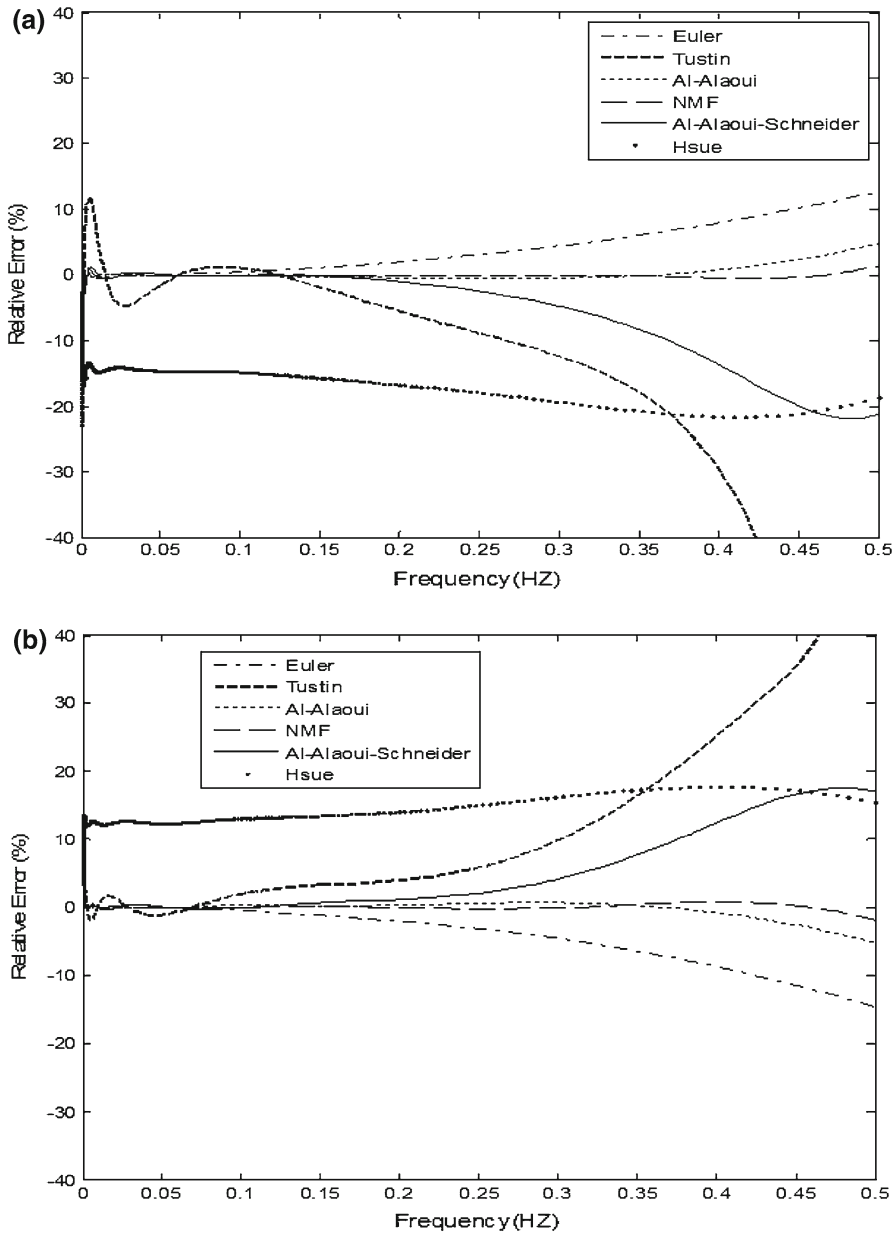 (a)
40
30
20
10
0
-10
-20
-30
-40
Relative Error (%)
Euler
Tustin
Al-Alaoui
NMF
Al-Alaoui-Schneider
Hsue
0
0.05
0.1
0.15
0.2
0.25
0.3
0.35
0.4
0.45
0.5
Frequency (HZ)
(b)
40
30
20
10
0
-10
-20
-30
-40
Relative Error (%)
Euler
Tustin
Al-Alaoui
NMF
Al-Alaoui-Schneider
Hsue
0
0.05
0.1
0.15
0.2
0.25
0.3
0.35
0.4
0.45
0.5
Frequency (HZ)